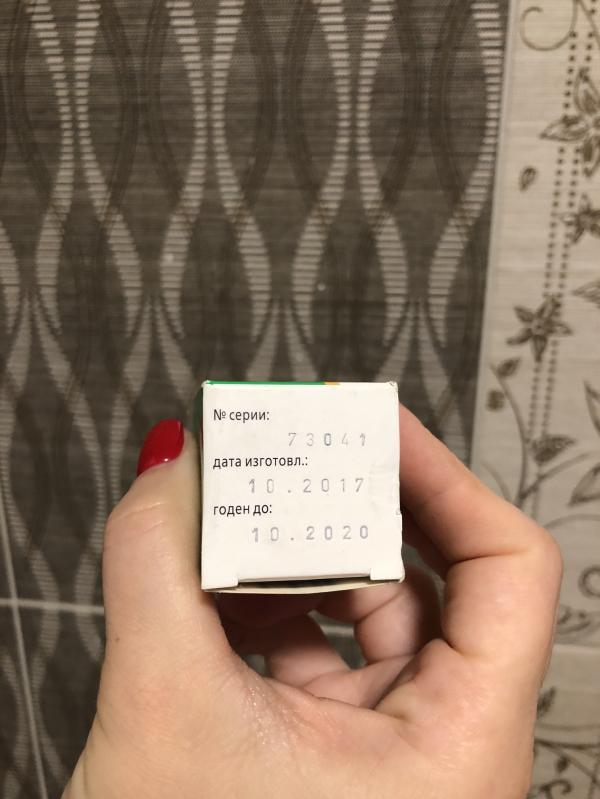 № серии:
73041
дата изготовл.:
10.2017
годен до:
10.2020